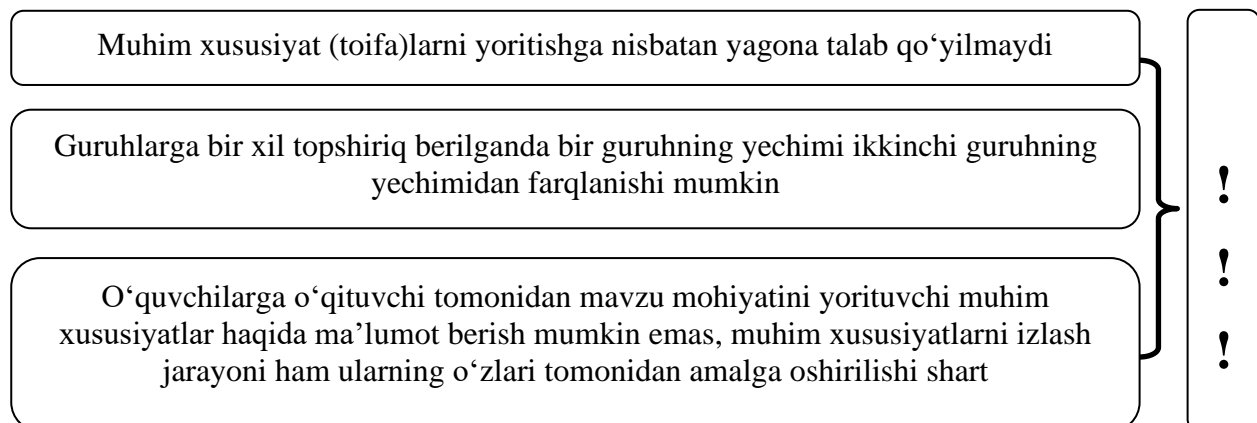 Muhim xususiyat (toifa)larni yoritishga nisbatan yagona talab qo‘yilmaydi
Guruhlarga bir xil topshiriq berilganda bir guruhning yechimi ikkinchi guruhning
yechimidan farqlanishi mumkin
O‘quvchilarga o‘qituvchi tomonidan mavzu mohiyatini yorituvchi muhim
xususiyatlar haqida ma’lumot berish mumkin emas, muhim xususiyatlarni izlash
jarayoni ham ularning o‘zlari tomonidan amalga oshirilishi shart
!
!
!